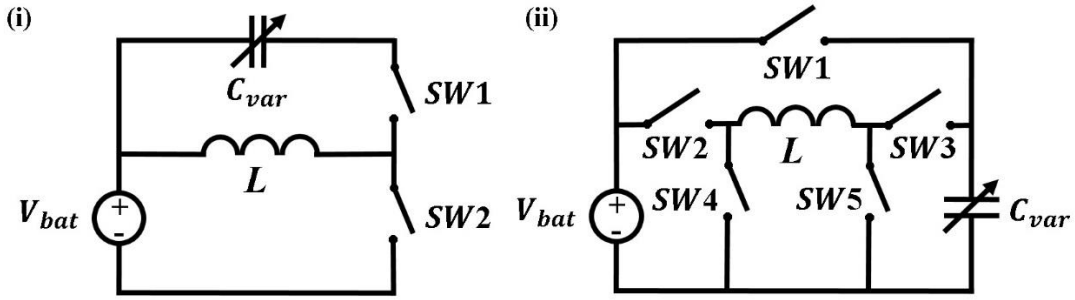 (i)
C_var
SW1
L
SW2
V_bat
+
-
(ii)
SW1
SW2
L
SW3
SW4
SW5
V_bat
+
-
C_var